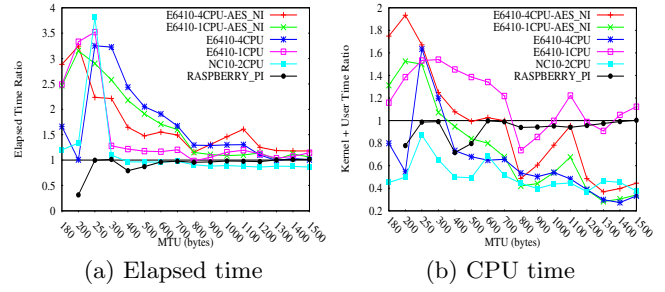 E6410-4CPU-AES_NI
E6410-1CPU-AES_NI
E6410-4CPU
E6410-1CPU
NC10-2CPU
RASPBERRY_PI
Elapsed Time Ratio
4
3.5
3
2.5
2
1.5
1
0.5
0
180
200
250
300
400
500
600
700
800
900
1000
1100
1200
1300
1400
1500
MTU (bytes)
(a) Elapsed time
E6410-4CPU-AES_NI
E6410-1CPU-AES_NI
E6410-4CPU
E6410-1CPU
NC10-2CPU
RASPBERRY_PI
Kernel + User Time Ratio
2
1.8
1.6
1.4
1.2
1
0.8
0.6
0.4
0.2
180
200
250
300
400
500
600
700
800
900
1000
1100
1200
1300
1400
1500
MTU (bytes)
(b) CPU time